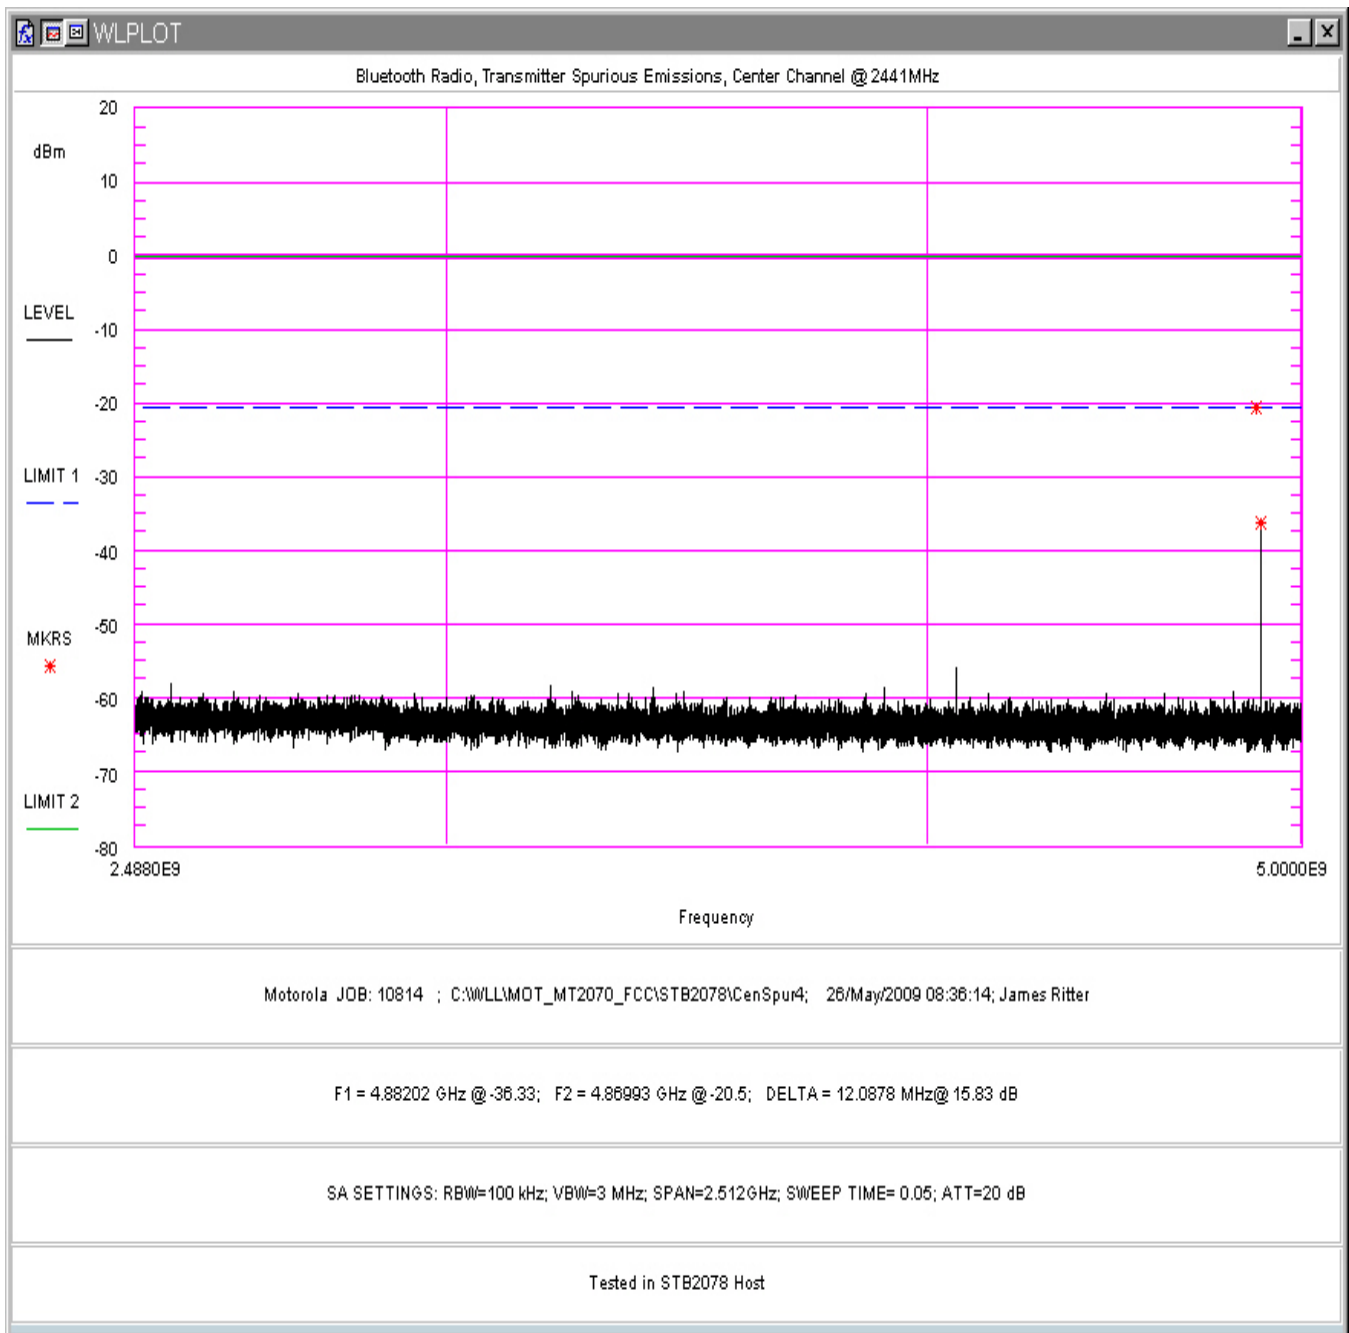 WLPLOT
Bluetooth Radio, Transmitter Spurious Emissions, Center Channel @ 2441MHz
20
dBm
10
0
LEVEL
-10
-20
LIMIT 1
-30
-40
-50
MKRS
-60
-70
LIMIT 2
-80
2.4880E9
5.0000E9
Frequency
Motorola JOB: 10814 ; C:\WLL\MOT_MT2070_FCC\STB2078\CenSpur4; 26/May/2009 08:36:14; James Ritter
F1 = 4.88202 GHz @ -36.33; F2 = 4.86993 GHz @ -20.5; DELTA = 12.0878 MHz@ 15.83 dB
SA SETTINGS: RBW=100 kHz; VBW=3 MHz; SPAN=2.512GHz; SWEEP TIME= 0.05; ATT=20 dB
Tested in STB2078 Host